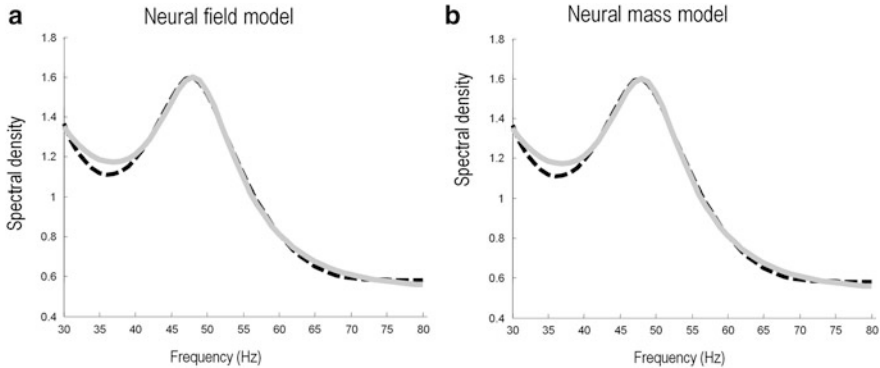 a
Neural field model
Spectral density
1.8
1.6
1.4
1.2
1
0.8
0.6
0.4
30 35 40 45 50 55 60 65 70 75 80
Frequency (Hz)
b
Neural mass model
Spectral density
1.8
1.6
1.4
1.2
1
0.8
0.6
0.4
30 35 40 45 50 55 60 65 70 75 80
Frequency (Hz)